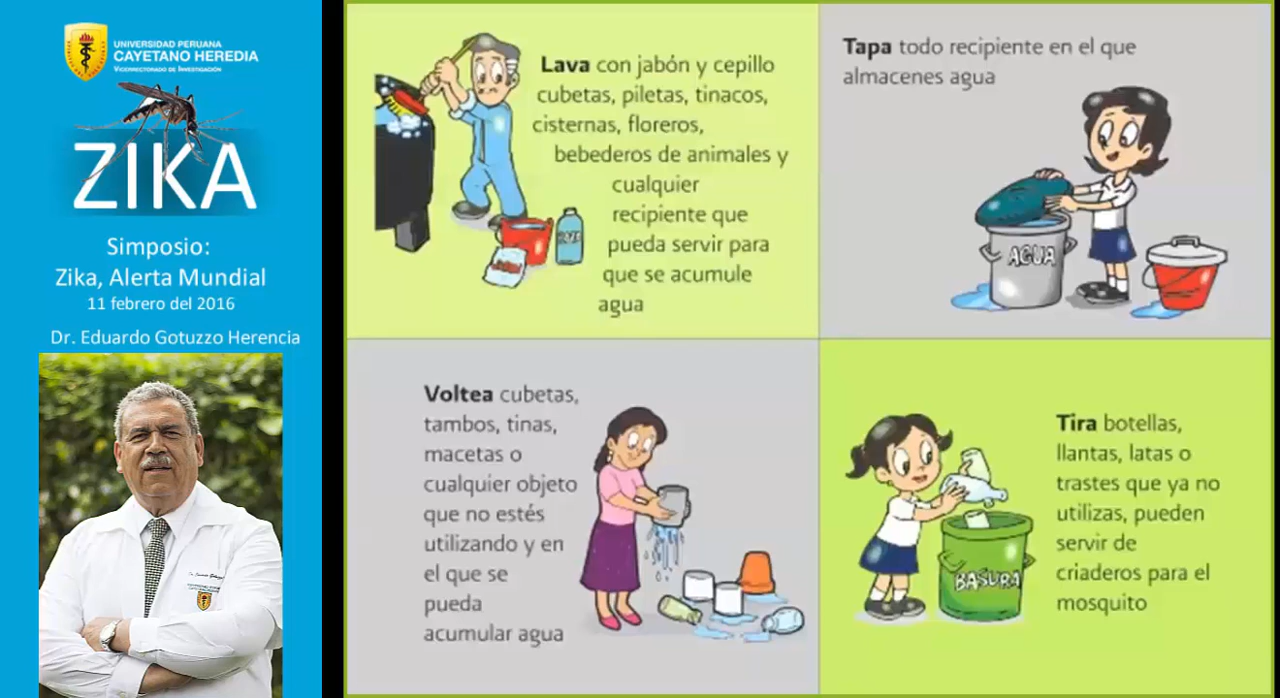 UNIVERSIDAD PERUANA
CAYETANO HEREDIA
VICERRECTORADO DE INVESTIGACIÓN
ZIKA
Simposio:
Zika, Alerta Mundial
11 febrero del 2016
Dr. Eduardo Gotuzzo Herencia
Lava con jabón y cepillo
cubetas, piletas, tinacos,
cisternas, floreros,
bebederos de animales y
cualquier
recipiente que
pueda servir para
que se acumule
agua
Tapa todo recipiente en el que
almacenes agua
AGUA
Voltea cubetas,
tambos, tinas,
macetas o
cualquier objeto
que no estés
utilizando y en
el que se
pueda
acumular agua
Tira botellas,
llantas, latas o
trastes que ya no
utilizas, pueden
servir de
criaderos para el
mosquito
BASURA